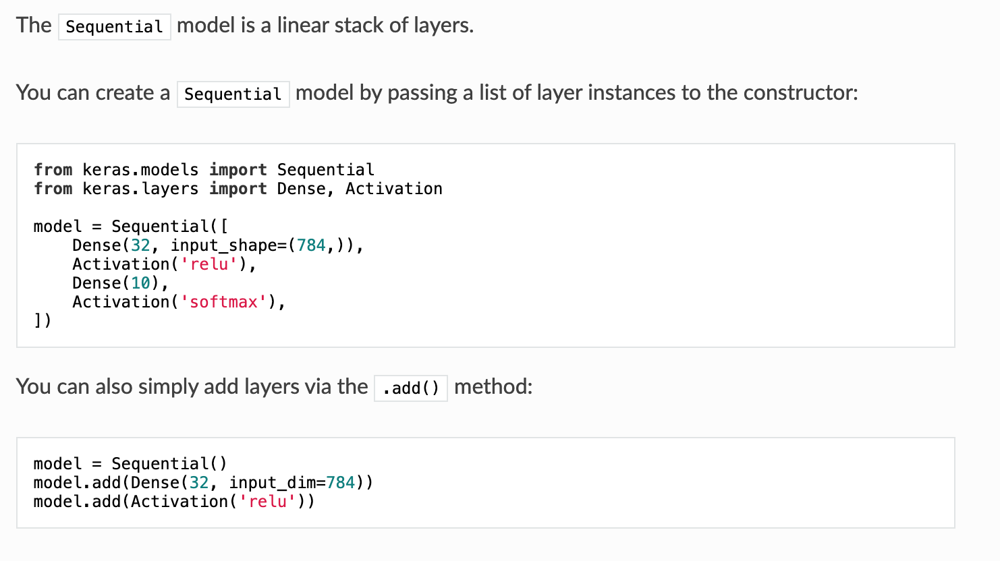 The Sequential model is a linear stack of layers.
You can create a Sequential model by passing a list of layer instances to the constructor:
from keras.models import Sequential
from keras.layers import Dense, Activation
model = Sequential([
    Dense(32, input_shape=(784,)),
    Activation('relu'),
    Dense(10),
    Activation('softmax'),
])
You can also simply add layers via the .add() method:
model = Sequential()
model.add(Dense(32, input_dim=784))
model.add(Activation('relu'))